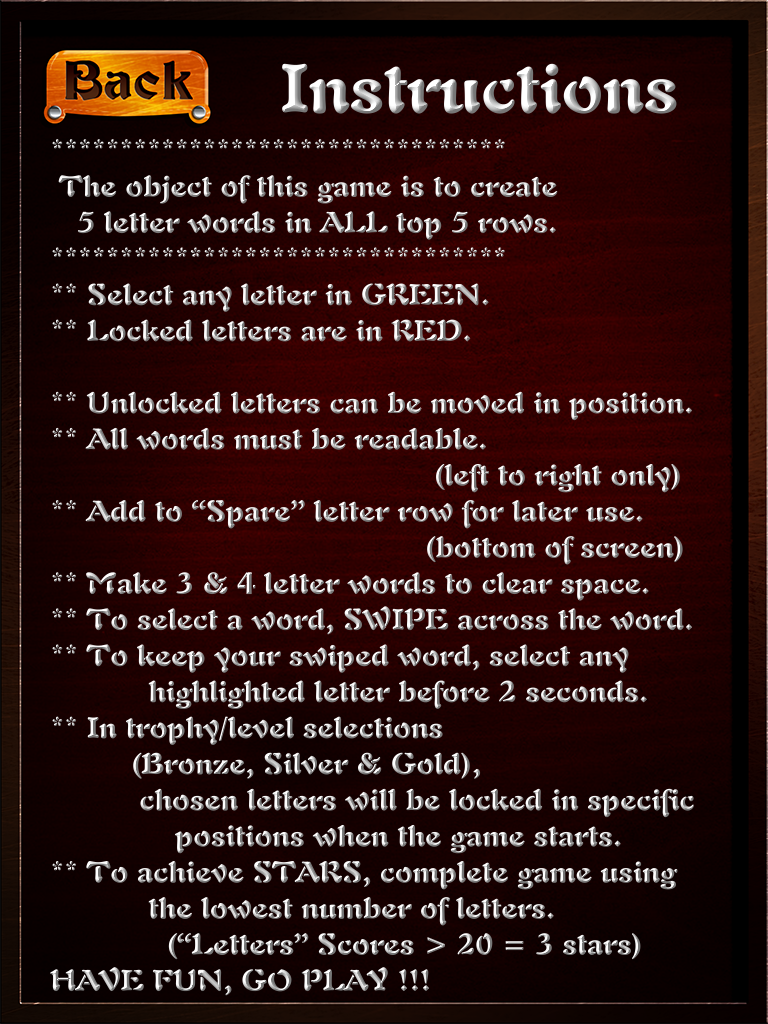 Back
Instructions
*********************************
The object of this game is to create
5 letter words in ALL top 5 rows.
*********************************
** Select any letter in GREEN.
** Locked letters are in RED.
** Unlocked letters can be moved in position.
** All words must be readable.
(left to right only)
** Add to “Spare” letter row for later use.
(bottom of screen)
** Make 3 & 4 letter words to clear space.
** To select a word, SWIPE across the word.
** To keep your swiped word, select any
highlighted letter before 2 seconds.
** In trophy/level selections
(Bronze, Silver & Gold),
chosen letters will be locked in specific
positions when the game starts.
** To achieve STARS, complete game using
the lowest number of letters.
(“Letters” Scores > 20 = 3 stars)
HAVE FUN, GO PLAY !!!